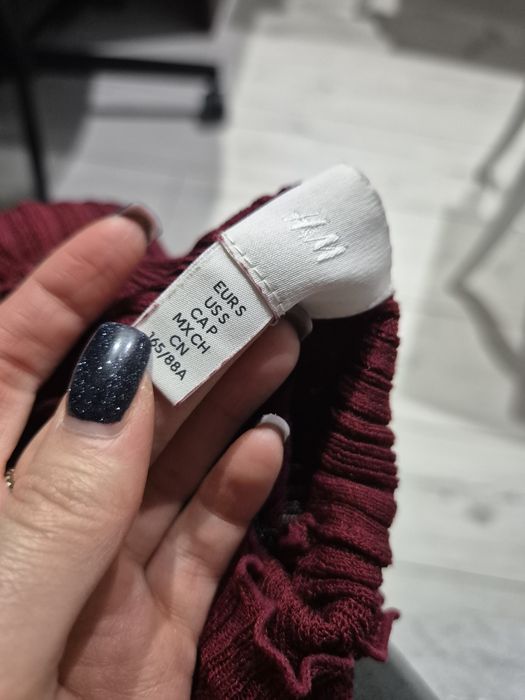 H&M
EUR S
US S
CA P
MX CH
CN
165/88A